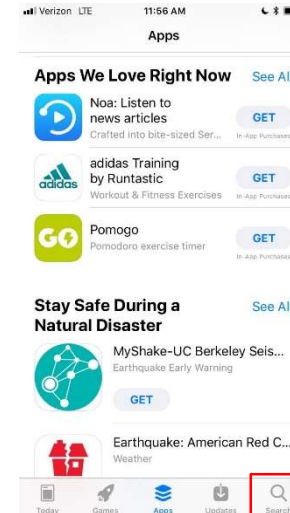 Verizon LTE 11:56 AM
Apps
Apps We Love Right Now See Al
Noa: Listen to
news articles
Crafted into bite-sized Ser...
GET
In-App Purchases
adidas
adidas Training
by Runtastic
Workout & Fitness Exercises
GET
In-App Purchases
GO
Pomogo
Pomodoro exercise timer
GET
In-App Purchases
Stay Safe During a See Al
Natural Disaster
MyShake-UC Berkeley Seis...
Earthquake Early Warning
GET
Earthquake: American Red C...
Weather
Today Games Apps Updates Search